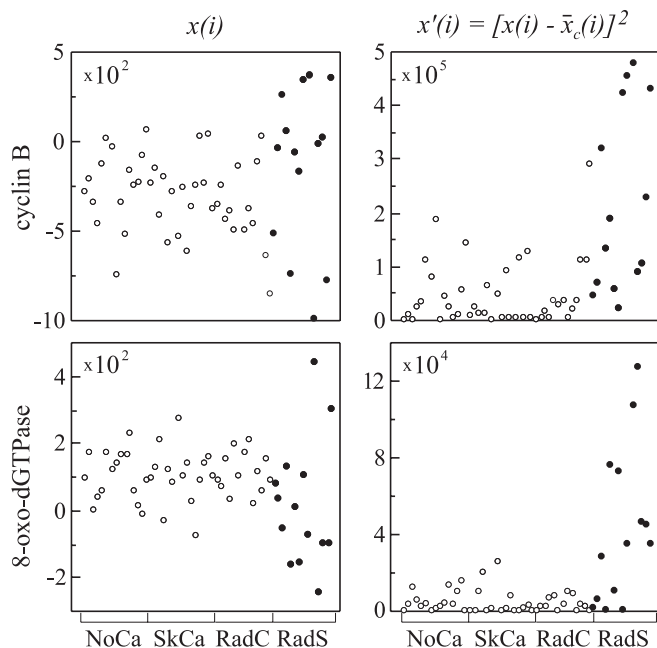 x(i)
x'(i) = [x(i) - x̄c(i)]²
cyclin B
x10²
5
0
-5
-10
x10⁵
5
4
3
2
1
0
8-oxo-dGTPase
x10²
4
2
0
-2
x10⁴
12
8
4
0
NoCa SkCa RadC RadS
NoCa SkCa RadC RadS